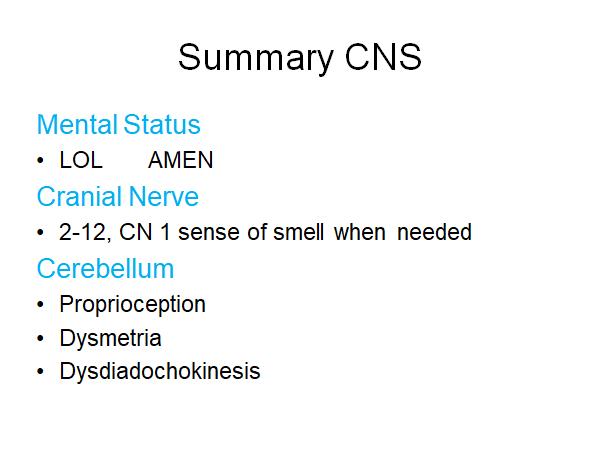 Summary CNS
Mental Status
• LOL AMEN
Cranial Nerve
• 2-12, CN 1 sense of smell when needed
Cerebellum
• Proprioception
• Dysmetria
• Dysdiadochokinesis